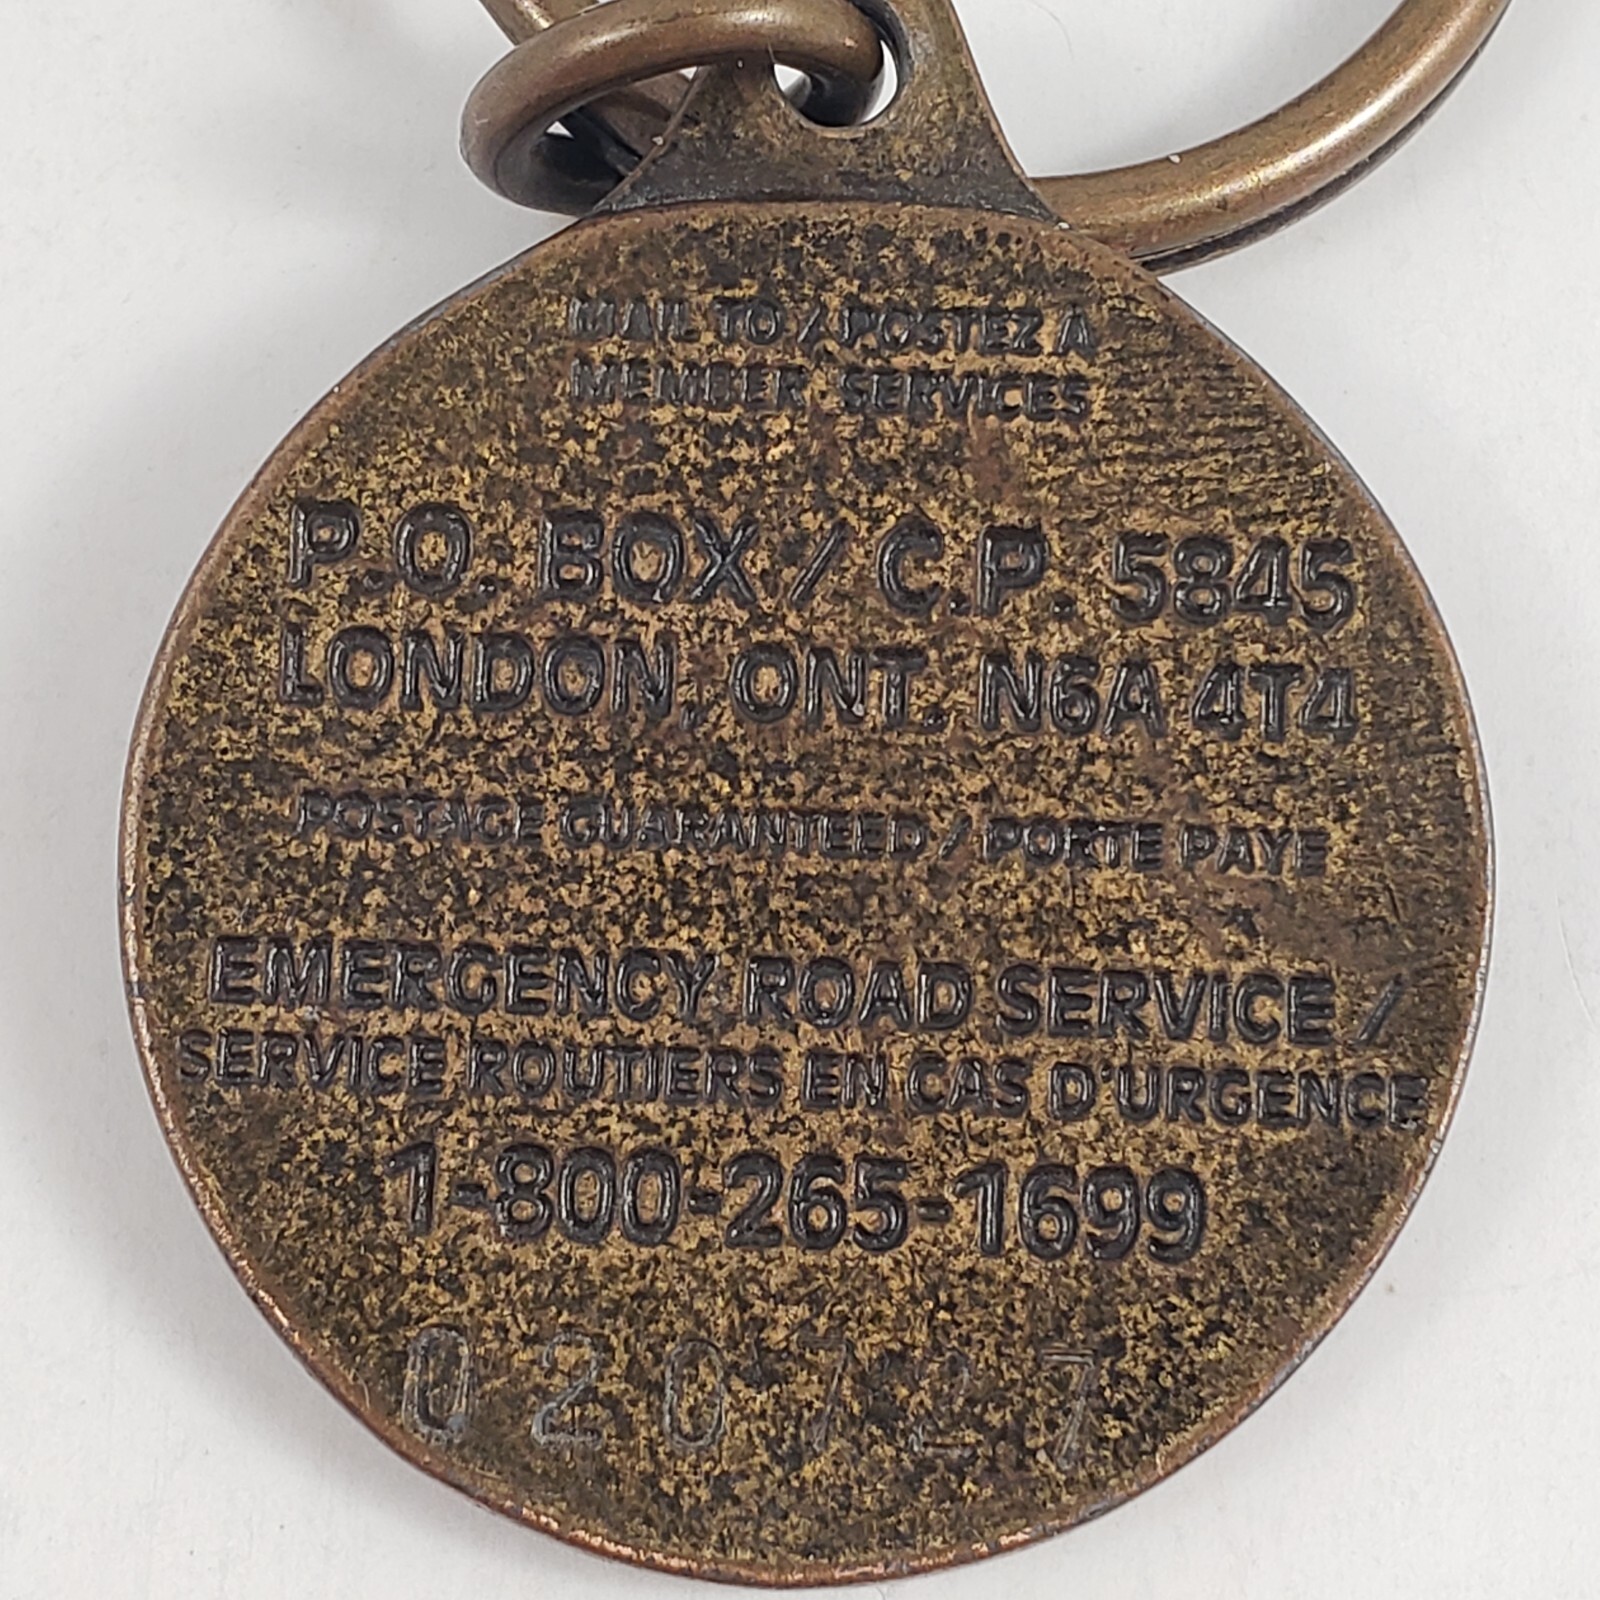 MAIL TO / POSTEZ A
MEMBER SERVICES
P.O. BOX / C.P. 5845
LONDON, ONT. N6A 4T4
POSTAGE GUARANTEED / PORTE PAYE
EMERGENCY ROAD SERVICE /
SERVICE ROUTIERS EN CAS D'URGENCE
1-800-265-1699